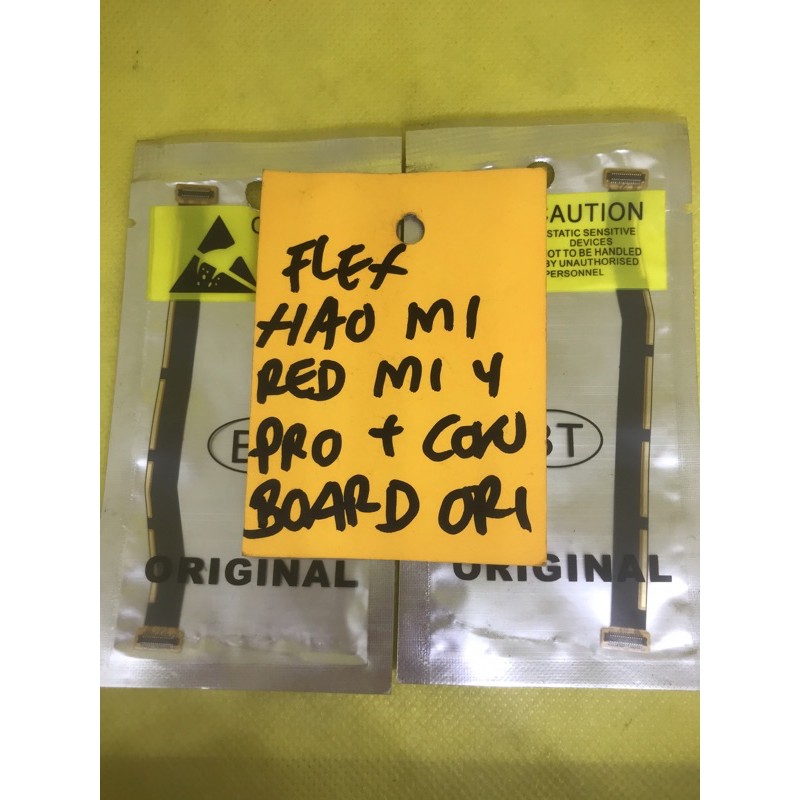 CAUTION
STATIC SENSITIVE
DEVICES
NOT TO BE HANDLED
BY UNAUTHORISED
PERSONNEL
FLEX
XIAO MI
RED MI 4
PRO + CON
BOARD ORI
ORIGINAL
ORIGINAL